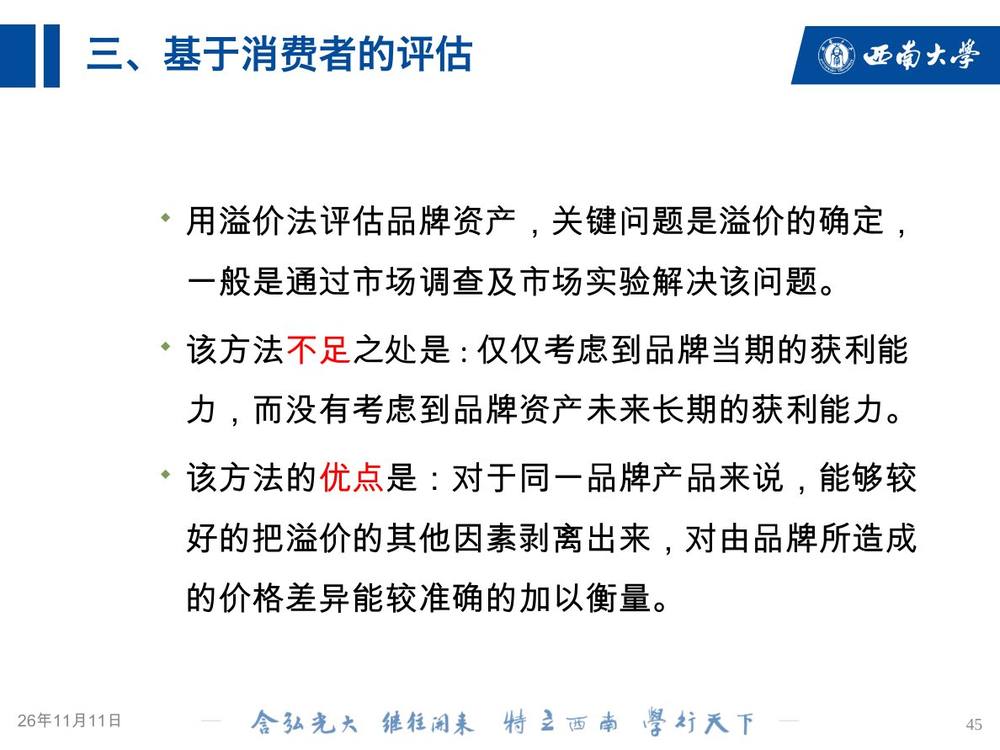 三、基于消费者的评估
西南大学
用溢价法评估品牌资产，关键问题是溢价的确定，
一般是通过市场调查及市场实验解决该问题。
该方法不足之处是：仅仅考虑到品牌当期的获利能
力，而没有考虑到品牌资产未来长期的获利能力。
该方法的优点是：对于同一品牌产品来说，能够较
好的把溢价的其他因素剥离出来，对由品牌所造成
的价格差异能较准确的加以衡量。
26年11月11日
含弘光大 继往开来 特立西南 學行天下
45